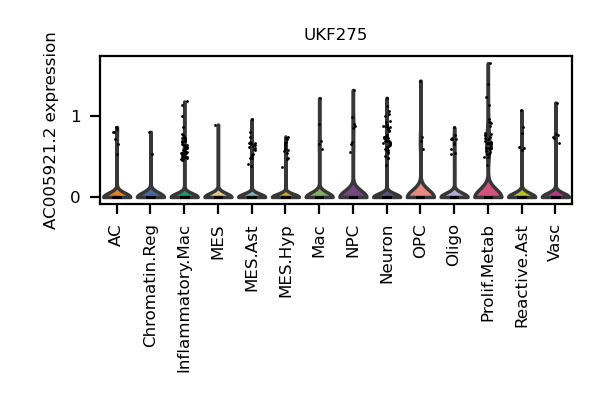 UKF275
AC005921.2 expression
1
0
AC
Chromatin.Reg
Inflammatory.Mac
MES
MES.Ast
MES.Hyp
Mac
NPC
Neuron
OPC
Oligo
Prolif.Metab
Reactive.Ast
Vasc